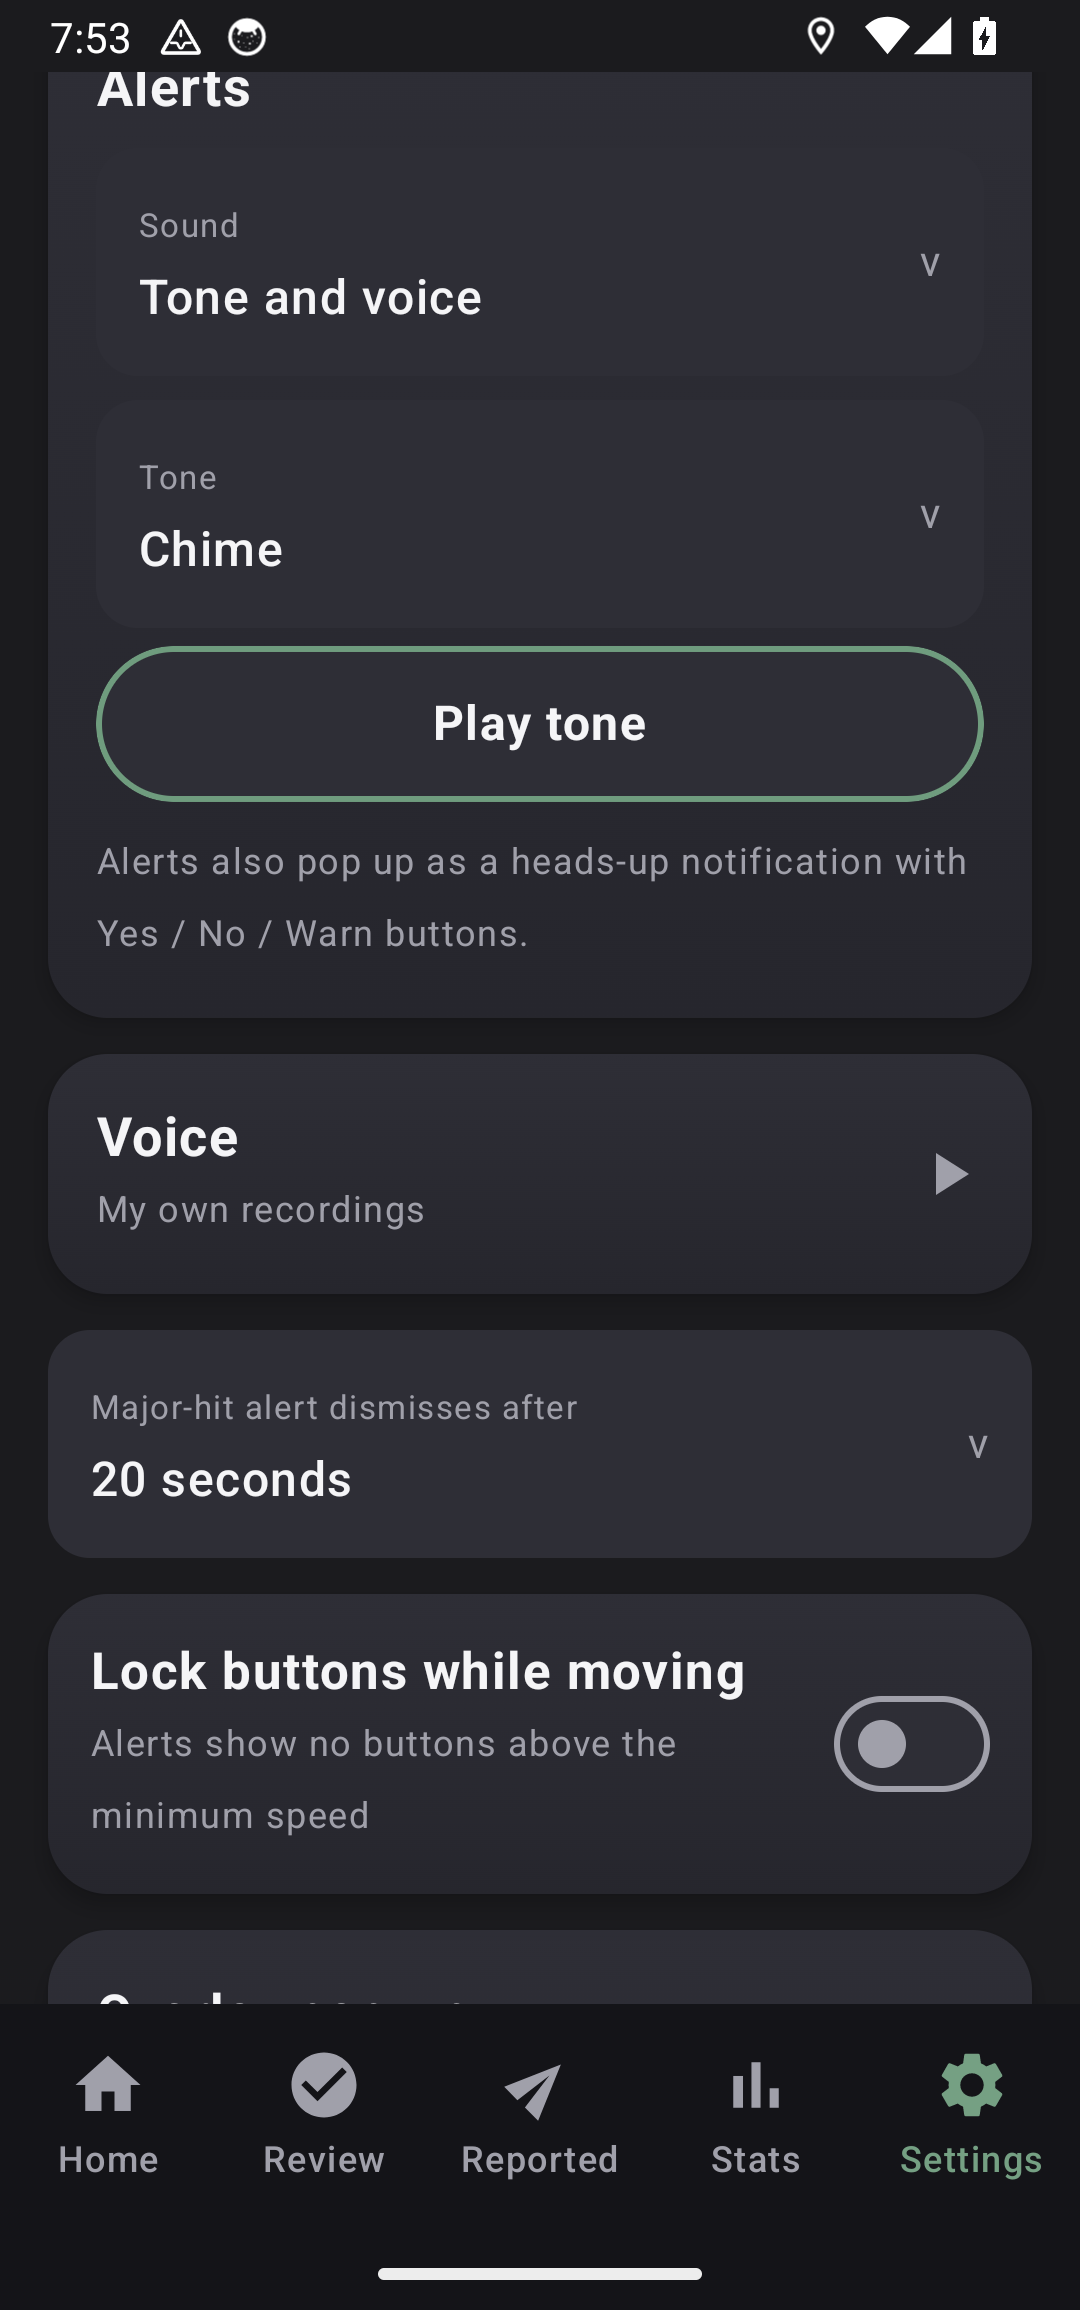 7:53
Alerts
Sound
Tone and voice
v
Tone
Chime
v
Play tone
Alerts also pop up as a heads-up notification with
Yes / No / Warn buttons.
Voice
My own recordings
Major-hit alert dismisses after
20 seconds
v
Lock buttons while moving
Alerts show no buttons above the
minimum speed
Home
Review
Reported
Stats
Settings